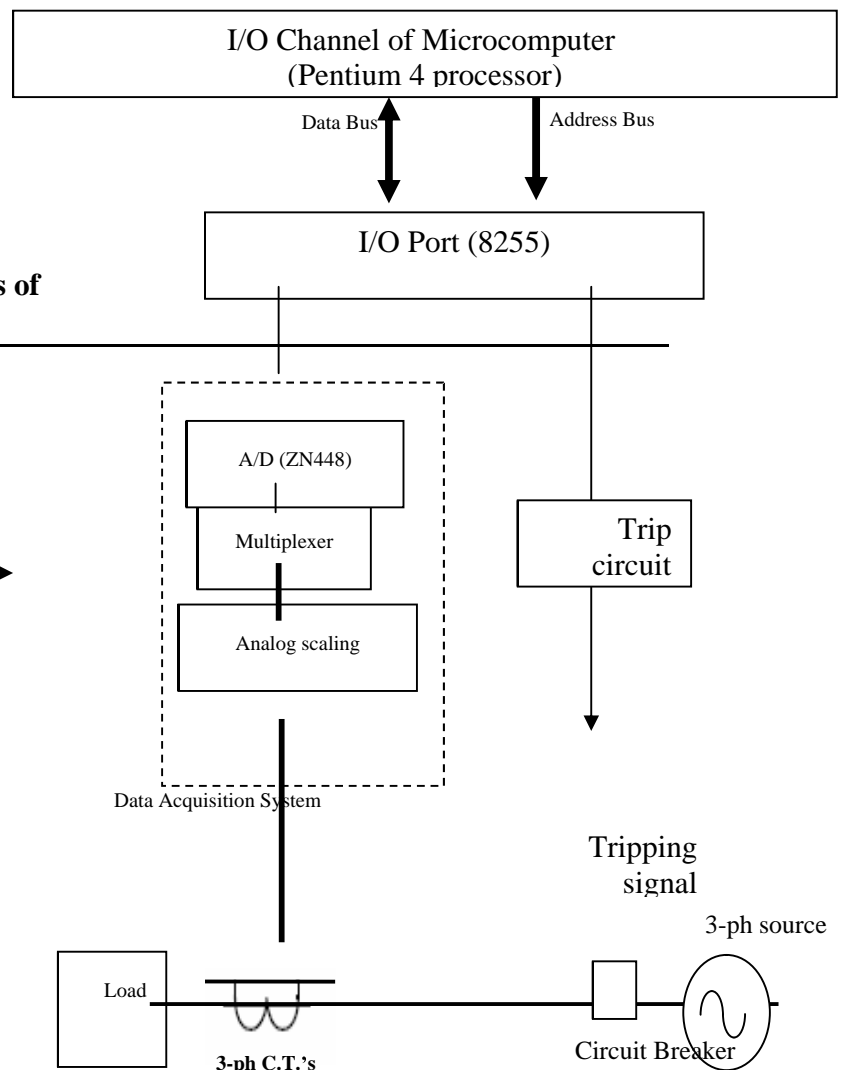 I/O Channel of Microcomputer
(Pentium 4 processor)
Data Bus
Address Bus
I/O Port (8255)
s of
A/D (ZN448)
Multiplexer
Trip
circuit
Analog scaling
Data Acquisition System
Tripping
signal
3-ph source
Load
Circuit Breaker
3-ph C.T.'s